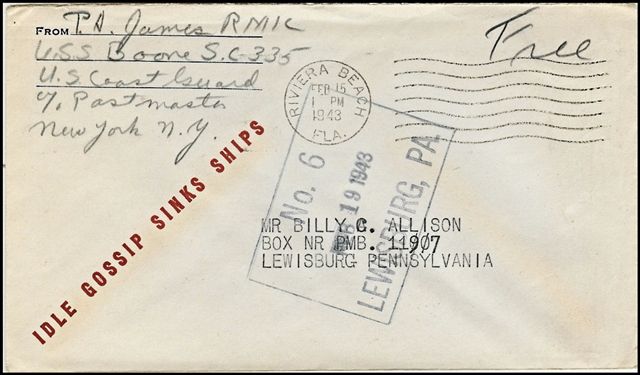 FROM T.A. James RM1C
USS Boone S.C-335
U.S Coast Guard
℅ Postmaster
New York N.Y.
Free
RIVIERA BEACH
FEB 15
1 PM
1943
FLA.
IDLE GOSSIP SINKS SHIPS
No. 6
19 1943
LEWISBURG, PA
MR BILLY C. ALLISON
BOX NR PMB. 11907
LEWISBURG PENNSYLVANIA